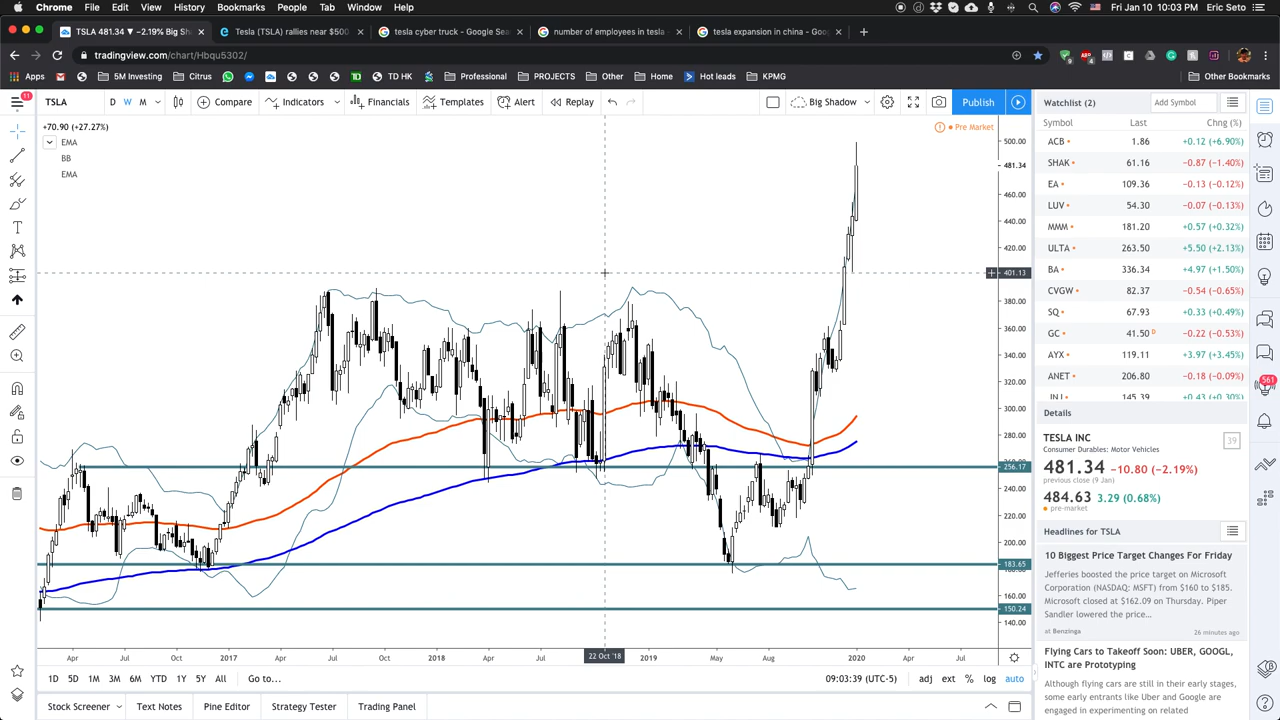 Chrome File Edit View History Bookmarks People Tab Window Help Fri Jan 10 10:03 PM Eric Seto
TSLA 481.34 ▼ −2.19% Big Sh Tesla (TSLA) rallies near $500 tesla cyber truck - Google Sea number of employees in tesla - tesla expansion in china - Goo
tradingview.com/chart/Hbqu5302/
Apps 5M Investing Citrus TD HK Professional PROJECTS Other Home Hot leads KPMG Other Bookmarks
11
TSLA D W M Compare Indicators Financials Templates Alert Replay Big Shadow Publish
Watchlist (2) Add Symbol
Symbol Last Chng (%)
+70.90 (+27.27%)
Pre Market
EMA
BB
EMA
500.00
481.34
460.00
440.00
420.00
401.13
380.00
360.00
340.00
320.00
300.00
280.00
256.17
240.00
220.00
200.00
183.65
160.00
150.24
140.00
Apr Jul Oct 2017 Apr Jul Oct 2018 Apr Jul 22 Oct '18 2019 May Aug 2020 Apr Jul
1D 5D 1M 3M 6M YTD 1Y 5Y All Go to... 09:03:39 (UTC-5) adj ext % log auto
Stock Screener Text Notes Pine Editor Strategy Tester Trading Panel
ACB 1.86 +0.12 (+6.90%)
SHAK 61.16 −0.87 (−1.40%)
EA 109.36 −0.13 (−0.12%)
LUV 54.30 −0.07 (−0.13%)
MMM 181.20 +0.57 (+0.32%)
ULTA 263.50 +5.50 (+2.13%)
BA 336.34 +4.97 (+1.50%)
CVGW 82.37 −0.54 (−0.65%)
SQ 67.93 +0.33 (+0.49%)
GC 41.50 D −0.22 (−0.53%)
AYX 119.11 +3.97 (+3.45%)
ANET 206.80 −0.18 (−0.09%)
145.39 +0.43 (+0.30%)
561
Details
TESLA INC 39
Consumer Durables: Motor Vehicles
481.34 −10.80 (−2.19%)
previous close (9 Jan)
484.63 3.29 (0.68%)
pre-market
Headlines for TSLA
10 Biggest Price Target Changes For Friday
Jefferies boosted the price target on Microsoft
Corporation (NASDAQ: MSFT) from $160 to $185.
Microsoft closed at $162.09 on Thursday. Piper
Sandler lowered the price...
at Benzinga 26 minutes ago
Flying Cars to Takeoff Soon: UBER, GOOGL,
INTC are Prototyping
Although flying cars are still in their early stages,
some early entrants like Uber and Google are
engaged in experimenting on related